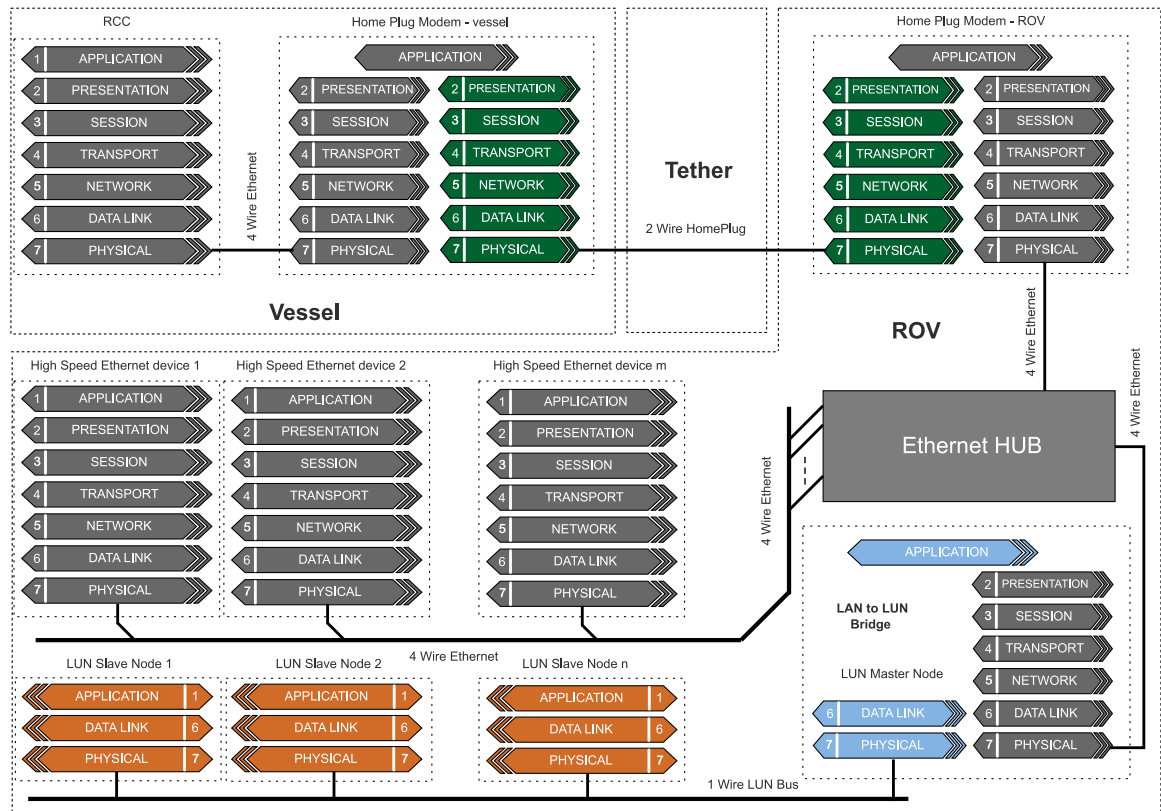 RCC
1 APPLICATION
2 PRESENTATION
3 SESSION
4 TRANSPORT
5 NETWORK
6 DATA LINK
7 PHYSICAL
4 Wire Ethernet
Home Plug Modem - vessel
APPLICATION
2 PRESENTATION
3 SESSION
4 TRANSPORT
5 NETWORK
6 DATA LINK
7 PHYSICAL
2 PRESENTATION
3 SESSION
4 TRANSPORT
5 NETWORK
6 DATA LINK
7 PHYSICAL
Vessel
Tether
2 Wire HomePlug
Home Plug Modem - ROV
APPLICATION
2 PRESENTATION
3 SESSION
4 TRANSPORT
5 NETWORK
6 DATA LINK
7 PHYSICAL
2 PRESENTATION
3 SESSION
4 TRANSPORT
5 NETWORK
6 DATA LINK
7 PHYSICAL
ROV
4 Wire Ethernet
4 Wire Ethernet
Ethernet HUB
4 Wire Ethernet
High Speed Ethernet device 1
1 APPLICATION
2 PRESENTATION
3 SESSION
4 TRANSPORT
5 NETWORK
6 DATA LINK
7 PHYSICAL
High Speed Ethernet device 2
1 APPLICATION
2 PRESENTATION
3 SESSION
4 TRANSPORT
5 NETWORK
6 DATA LINK
7 PHYSICAL
High Speed Ethernet device m
1 APPLICATION
2 PRESENTATION
3 SESSION
4 TRANSPORT
5 NETWORK
6 DATA LINK
7 PHYSICAL
4 Wire Ethernet
APPLICATION
LAN to LUN
Bridge
LUN Master Node
6 DATA LINK
7 PHYSICAL
2 PRESENTATION
3 SESSION
4 TRANSPORT
5 NETWORK
6 DATA LINK
7 PHYSICAL
LUN Slave Node 1
APPLICATION 1
DATA LINK 6
PHYSICAL 7
LUN Slave Node 2
APPLICATION 1
DATA LINK 6
PHYSICAL 7
LUN Slave Node n
APPLICATION 1
DATA LINK 6
PHYSICAL 7
1 Wire LUN Bus